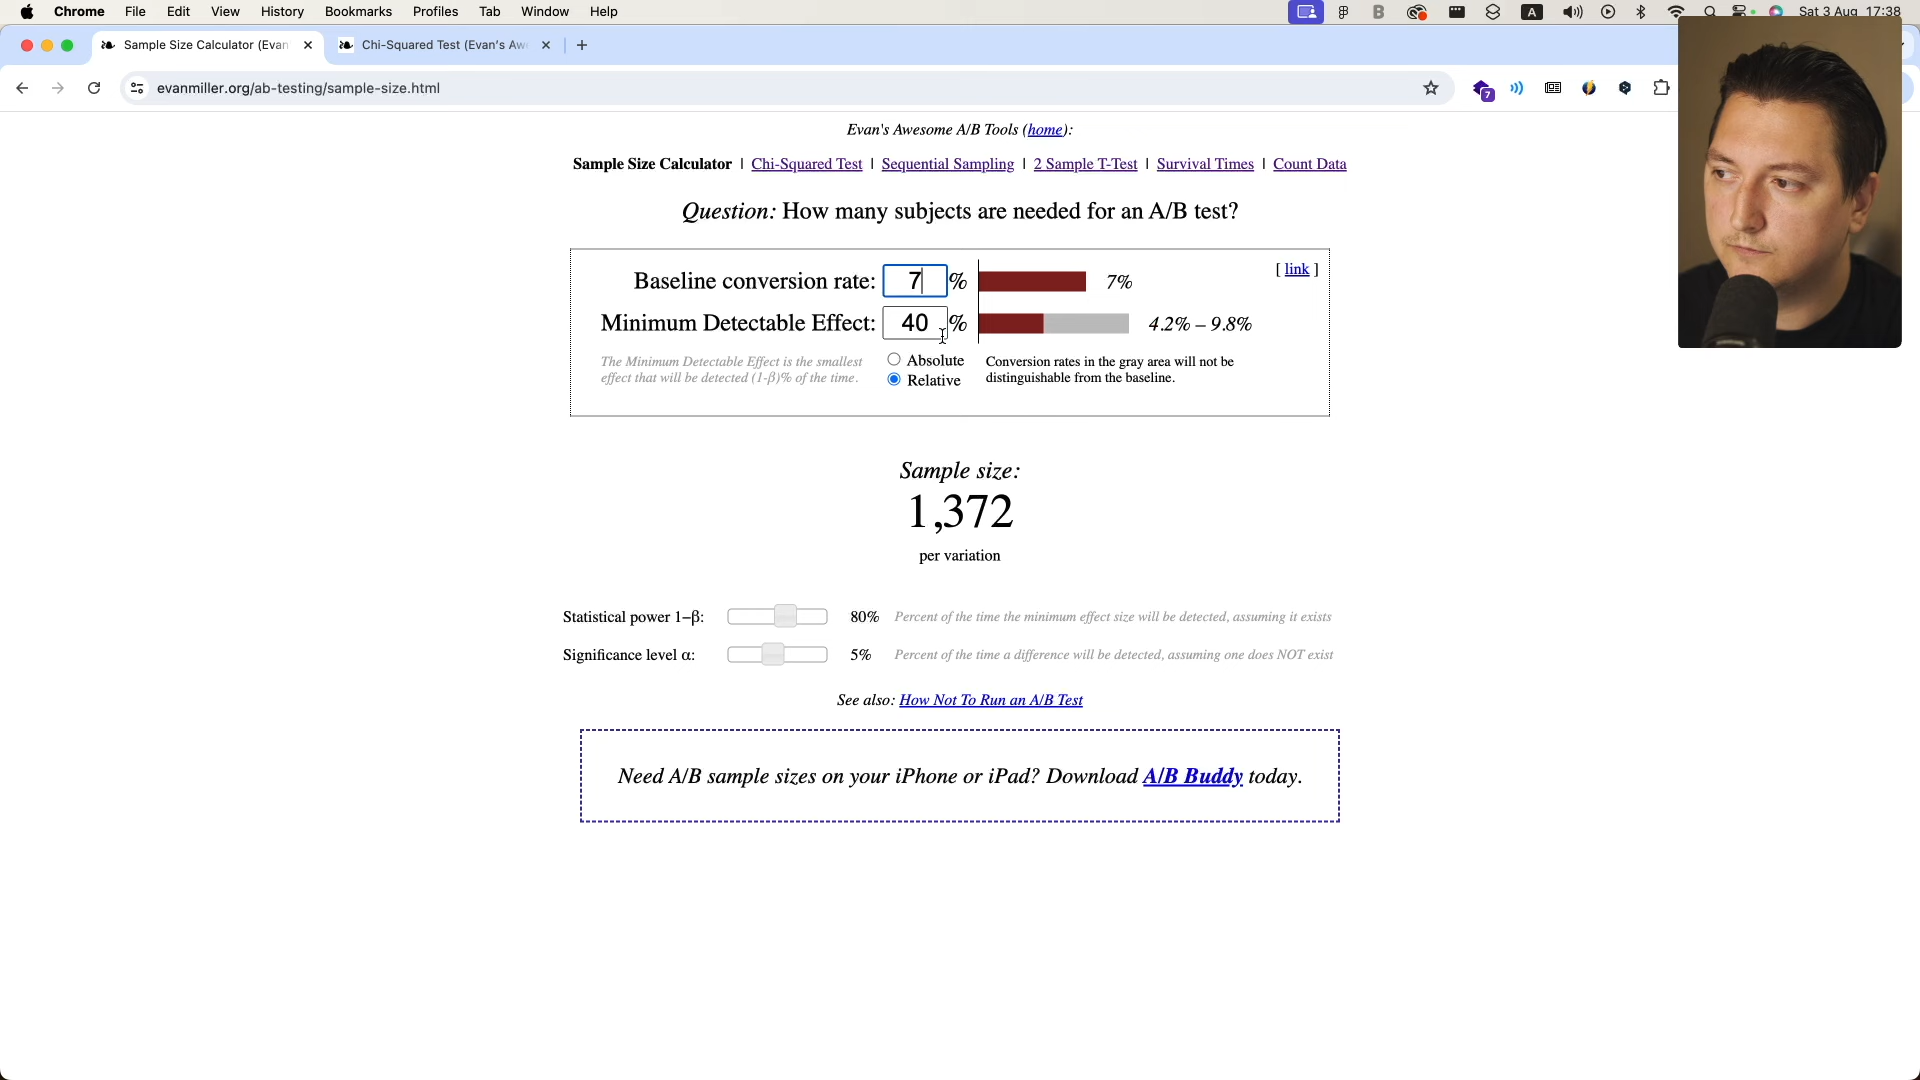 Chrome File Edit View History Bookmarks Profiles Tab Window Help
A Sat 3 Aug 17:38
Sample Size Calculator (Evan
Chi-Squared Test (Evan's Aw
evanmiller.org/ab-testing/sample-size.html
7
Evan's Awesome A/B Tools (home):
Sample Size Calculator | Chi-Squared Test | Sequential Sampling | 2 Sample T-Test | Survival Times | Count Data
Question: How many subjects are needed for an A/B test?
[ link ]
Baseline conversion rate: 7 % 7%
Minimum Detectable Effect: 40 % 4.2% – 9.8%
The Minimum Detectable Effect is the smallest
effect that will be detected (1-β)% of the time.
Absolute
Relative
Conversion rates in the gray area will not be
distinguishable from the baseline.
Sample size:
1,372
per variation
Statistical power 1−β: 80% Percent of the time the minimum effect size will be detected, assuming it exists
Significance level α: 5% Percent of the time a difference will be detected, assuming one does NOT exist
See also: How Not To Run an A/B Test
Need A/B sample sizes on your iPhone or iPad? Download A/B Buddy today.